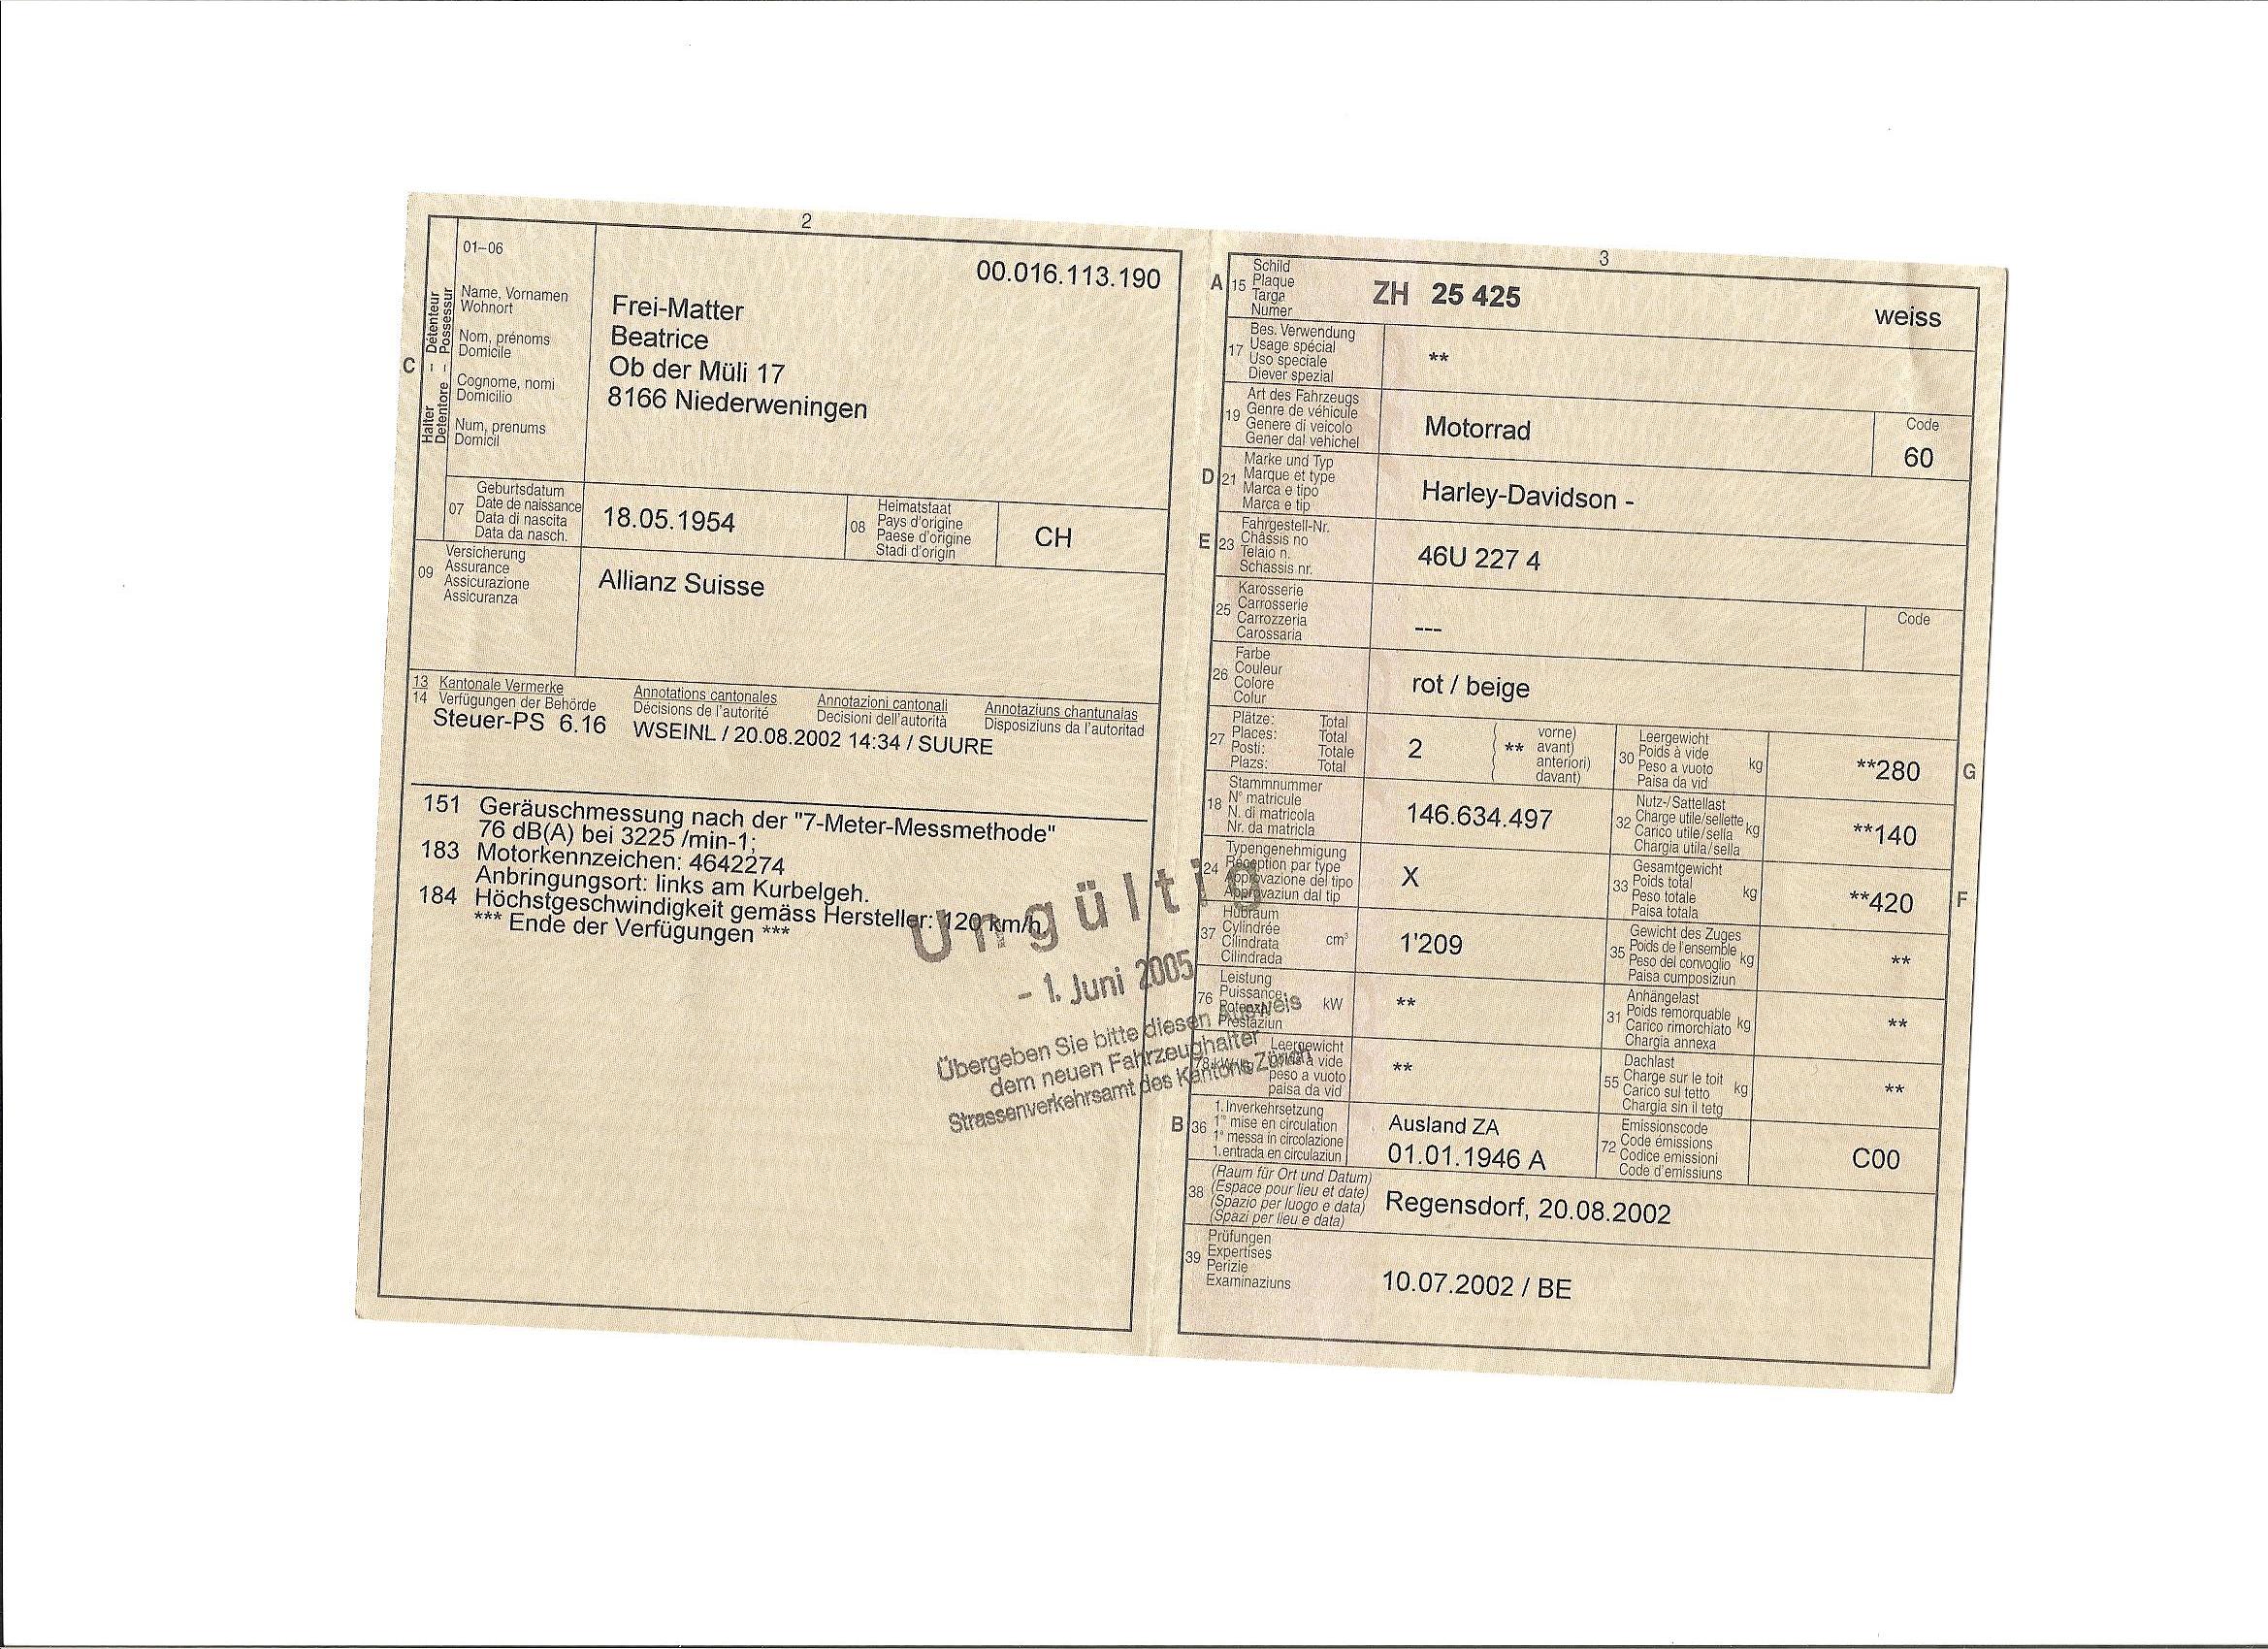 2
01–06
00.016.113.190
Halter – Détenteur
Detentore – Possessur
C
Name, Vornamen
Wohnort
Nom, prénoms
Domicile
Cognome, nomi
Domicilio
Num, prenums
Domicil
Frei-Matter
Beatrice
Ob der Müli 17
8166 Niederweningen
07 Geburtsdatum
Date de naissance
Data di nascita
Data da nasch.
18.05.1954
08 Heimatstaat
Pays d'origine
Paese d'origine
Stadi d'origin
CH
09 Versicherung
Assurance
Assicurazione
Assicuranza
Allianz Suisse
13 Kantonale Vermerke Annotations cantonales Annotazioni cantonali Annotaziuns chantunalas
14 Verfügungen der Behörde Décisions de l'autorité Decisioni dell'autorità Disposiziuns da l'autoritad
Steuer-PS 6.16 WSEINL / 20.08.2002 14:34 / SUURE
151 Geräuschmessung nach der "7-Meter-Messmethode"
76 dB(A) bei 3225 /min-1;
183 Motorkennzeichen: 4642274
Anbringungsort: links am Kurbelgeh.
184 Höchstgeschwindigkeit gemäss Hersteller: 120 km/h
*** Ende der Verfügungen ***
Ungültig
- 1. Juni 2005
Übergeben Sie bitte diesen Ausweis
dem neuen Fahrzeughalter
Strassenverkehrsamt des Kantons Zürich
3
A 15 Schild
Plaque
Targa
Numer
ZH 25 425 weiss
17 Bes. Verwendung
Usage spécial
Uso speciale
Diever spezial
**
19 Art des Fahrzeugs
Genre de véhicule
Genere di veicolo
Gener dal vehichel
Motorrad
Code
60
D 21 Marke und Typ
Marque et type
Marca e tipo
Marca e tip
Harley-Davidson -
E 23 Fahrgestell-Nr.
Châssis no
Telaio n.
Schassis nr.
46U 227 4
25 Karosserie
Carrosserie
Carrozzeria
Carossaria
---
Code
26 Farbe
Couleur
Colore
Colur
rot / beige
27 Plätze: Total
Places: Total
Posti: Totale
Plazs: Total
2
** vorne)
avant)
anteriori)
davant)
30 Leergewicht
Poids à vide
Peso a vuoto kg
Paisa da vid
**280 G
18 Stammnummer
N° matricule
N. di matricola
Nr. da matricla
146.634.497
32 Nutz-/Sattellast
Charge utile/sellette
Carico utile/sella kg
Chargia utila/sella
**140
24 Typengenehmigung
Réception par type
Approvazione del tipo
Approvaziun dal tip
X
33 Gesamtgewicht
Poids total
Peso totale kg
Paisa totala
**420 F
37 Hubraum
Cylindrée
Cilindrata cm³
Cilindrada
1'209
35 Gewicht des Zuges
Poids de l'ensemble
Peso del convoglio kg
Paisa cumposiziun
**
76 Leistung
Puissance
Potenza kW
Prestaziun
**
31 Anhängelast
Poids remorquable
Carico rimorchiato kg
Chargia annexa
**
78 kW Leergewicht
poids à vide
peso a vuoto
paisa da vid
**
55 Dachlast
Charge sur le toit
Carico sul tetto kg
Chargia sin il tetg
**
B 36 1. Inverkehrsetzung
1re mise en circulation
1a messa in circolazione
1. entrada en circulaziun
Ausland ZA
01.01.1946 A
72 Emissionscode
Code émissions
Codice emissioni
Code d'emissiuns
C00
38 (Raum für Ort und Datum)
(Espace pour lieu et date)
(Spazio per luogo e data)
(Spazi per lieu e data)
Regensdorf, 20.08.2002
39 Prüfungen
Expertises
Perizie
Examinaziuns
10.07.2002 / BE